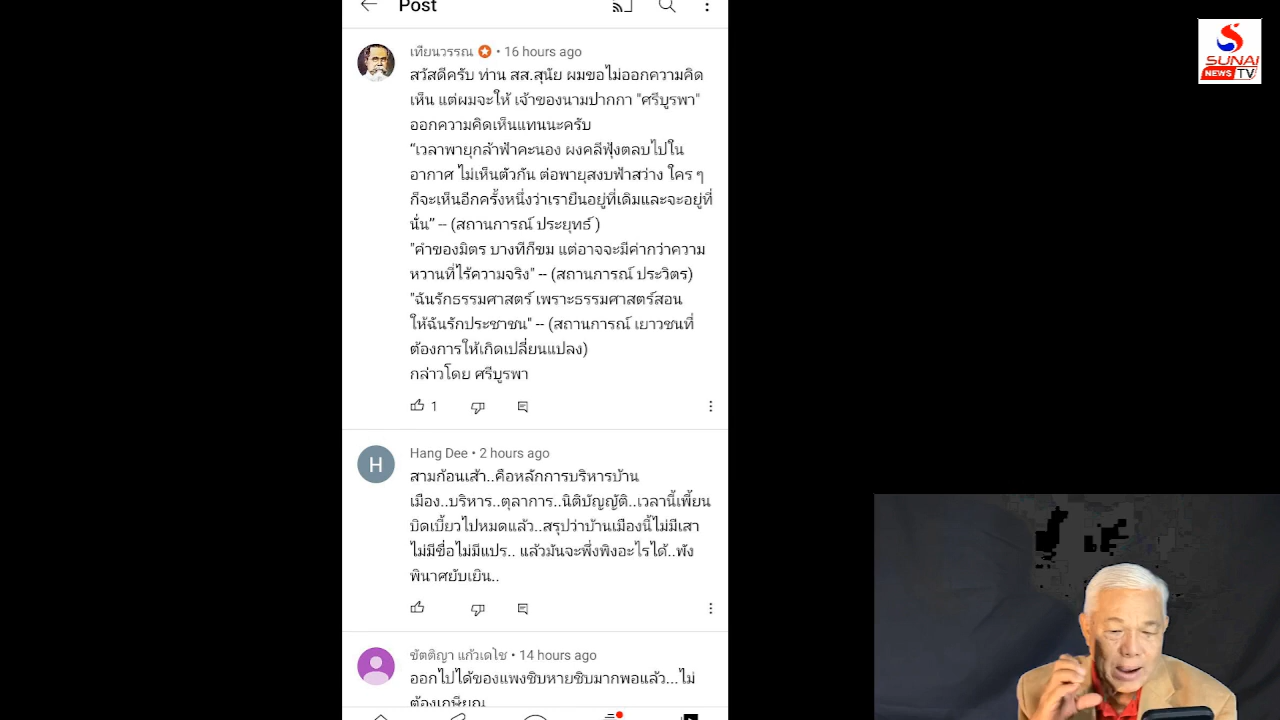 Post
SUNAI
NEWS TV
เทียนวรรณ • 16 hours ago
สวัสดีครับ ท่าน สส.สุนัย ผมขอไม่ออกความคิด
เห็น แต่ผมจะให้ เจ้าของนามปากกา "ศรีบูรพา"
ออกความคิดเห็นแทนนะครับ
“เวลาพายุกล้าฟ้าคะนอง ผงคลีฟุ้งตลบไปใน
อากาศ ไม่เห็นตัวกัน ต่อพายุสงบฟ้าสว่าง ใคร ๆ
ก็จะเห็นอีกครั้งหนึ่งว่าเรายืนอยู่ที่เดิมและจะอยู่ที่
นั่น” -- (สถานการณ์ ประยุทธ์ )
"คำของมิตร บางทีก็ขม แต่อาจจะมีค่ากว่าความ
หวานที่ไร้ความจริง" -- (สถานการณ์ ประวิตร)
"ฉันรักธรรมศาสตร์ เพราะธรรมศาสตร์สอน
ให้ฉันรักประชาชน" -- (สถานการณ์ เยาวชนที่
ต้องการให้เกิดเปลี่ยนแปลง)
กล่าวโดย ศรีบูรพา
1
H
Hang Dee • 2 hours ago
สามก้อนเส้า..คือหลักการบริหารบ้าน
เมือง..บริหาร..ตุลาการ..นิติบัญญัติ..เวลานี้เพี้ยน
บิดเบี้ยวไปหมดแล้ว..สรุปว่าบ้านเมืองนี้ไม่มีเสา
ไม่มีขื่อไม่มีแปร.. แล้วมันจะพึ่งพิงอะไรได้..พัง
พินาศยับเยิน..
ขัตติญา แก้วเดโช • 14 hours ago
ออกไปได้ของแพงชิบหายชิบมากพอแล้ว...ไม่
ต้องเกษียณ